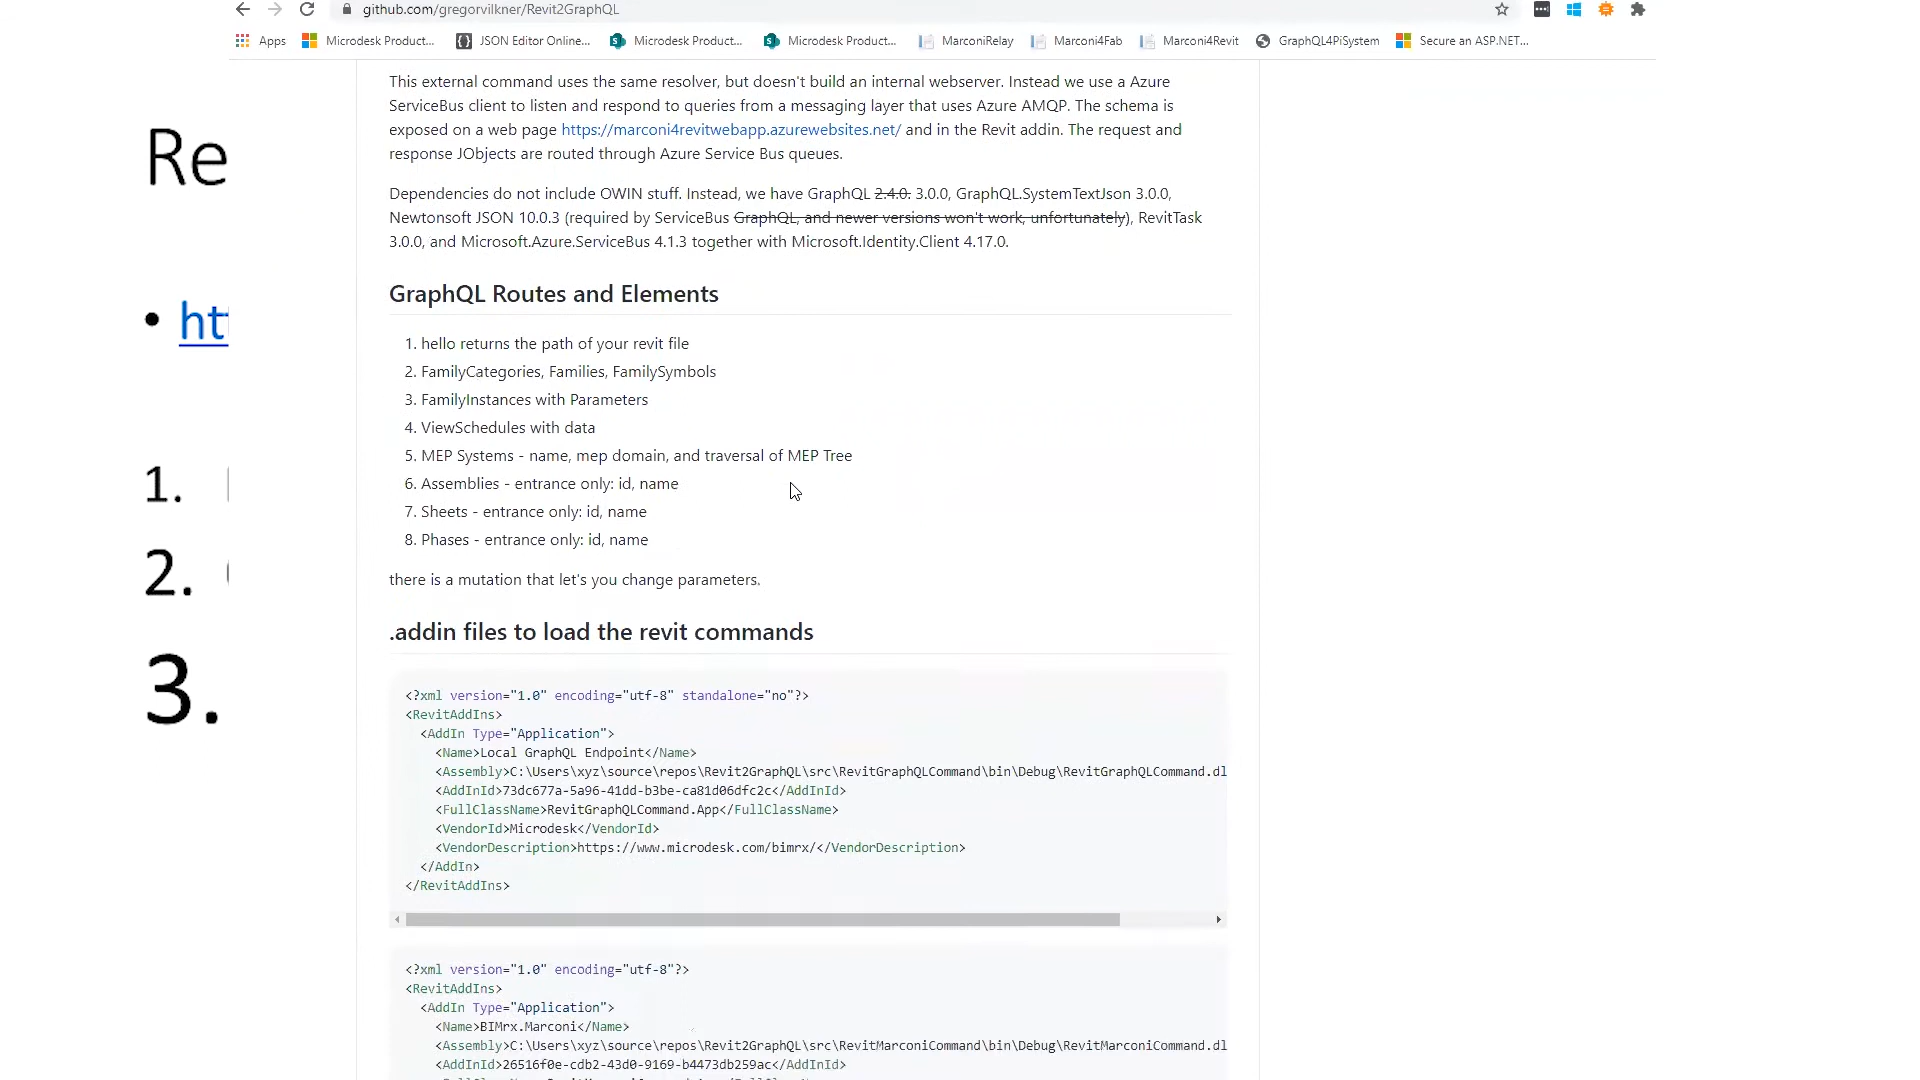 github.com/gregorvilkner/Revit2GraphQL
Apps Microdesk Product... JSON Editor Online... Microdesk Product... Microdesk Product... MarconiRelay Marconi4Fab Marconi4Revit GraphQL4PiSystem Secure an ASP.NET...
This external command uses the same resolver, but doesn't build an internal webserver. Instead we use a Azure
ServiceBus client to listen and respond to queries from a messaging layer that uses Azure AMQP. The schema is
exposed on a web page https://marconi4revitwebapp.azurewebsites.net/ and in the Revit addin. The request and
response JObjects are routed through Azure Service Bus queues.
Dependencies do not include OWIN stuff. Instead, we have GraphQL 2.4.0. 3.0.0, GraphQL.SystemTextJson 3.0.0,
Newtonsoft JSON 10.0.3 (required by ServiceBus GraphQL, and newer versions won't work, unfortunately), RevitTask
3.0.0, and Microsoft.Azure.ServiceBus 4.1.3 together with Microsoft.Identity.Client 4.17.0.
GraphQL Routes and Elements
1. hello returns the path of your revit file
2. FamilyCategories, Families, FamilySymbols
3. FamilyInstances with Parameters
4. ViewSchedules with data
5. MEP Systems - name, mep domain, and traversal of MEP Tree
6. Assemblies - entrance only: id, name
7. Sheets - entrance only: id, name
8. Phases - entrance only: id, name
there is a mutation that let's you change parameters.
.addin files to load the revit commands
<?xml version="1.0" encoding="utf-8" standalone="no"?>
<RevitAddIns>
<AddIn Type="Application">
<Name>Local GraphQL Endpoint</Name>
<Assembly>C:\Users\xyz\source\repos\Revit2GraphQL\src\RevitGraphQLCommand\bin\Debug\RevitGraphQLCommand.dl
<AddInId>73dc677a-5a96-41dd-b3be-ca81d06dfc2c</AddInId>
<FullClassName>RevitGraphQLCommand.App</FullClassName>
<VendorId>Microdesk</VendorId>
<VendorDescription>https://www.microdesk.com/bimrx/</VendorDescription>
</AddIn>
</RevitAddIns>
<?xml version="1.0" encoding="utf-8"?>
<RevitAddIns>
<AddIn Type="Application">
<Name>BIMrx.Marconi</Name>
<Assembly>C:\Users\xyz\source\repos\Revit2GraphQL\src\RevitMarconiCommand\bin\Debug\RevitMarconiCommand.dl
<AddInId>26516f0e-cdb2-43d0-9169-b4473db259ac</AddInId>
Re
• ht
1.
2.
3.